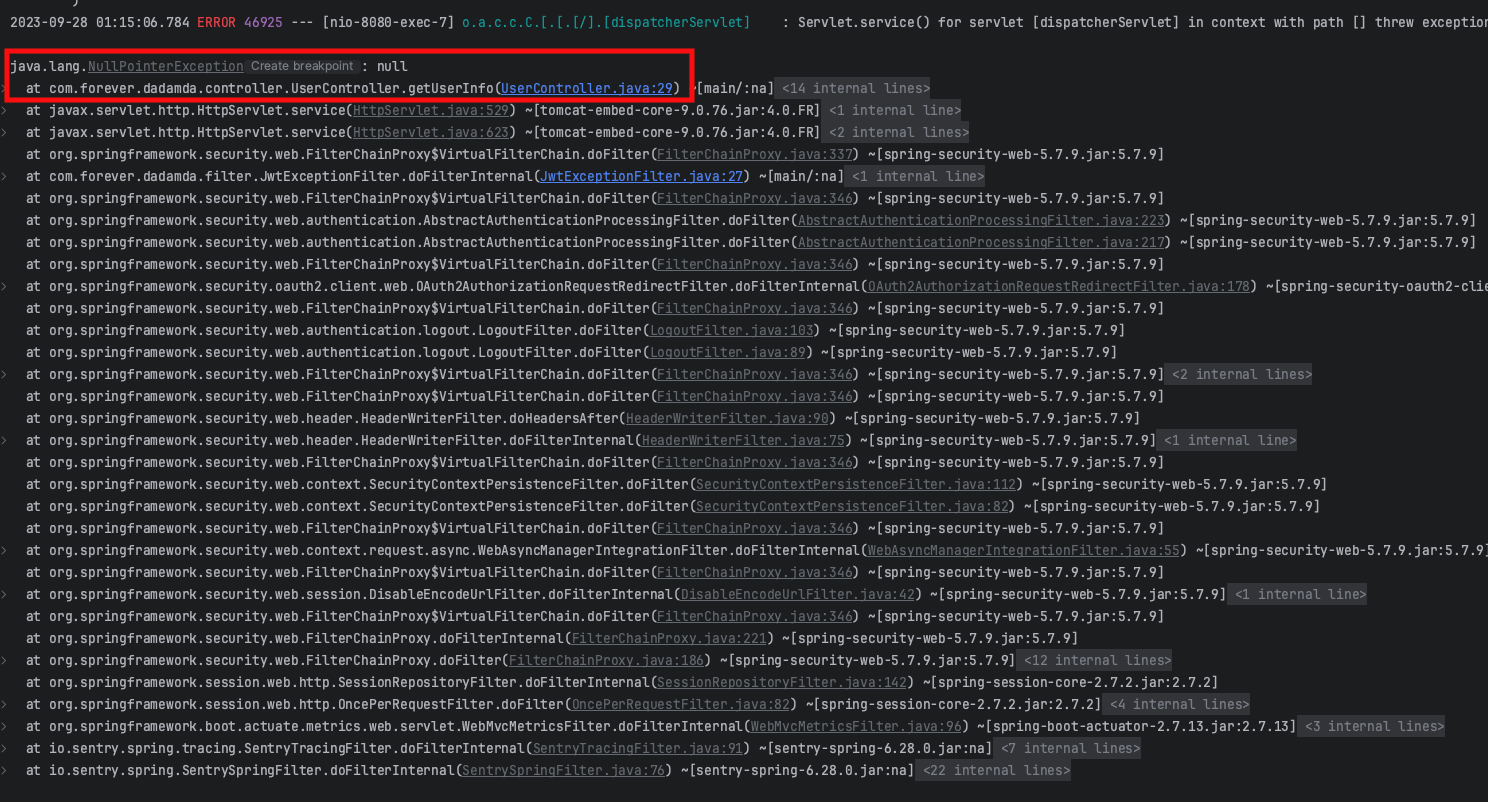 2023-09-28 01:15:06.784 ERROR 46925 --- [nio-8080-exec-7] o.a.c.c.C.[.[.[/].[dispatcherServlet]    : Servlet.service() for servlet [dispatcherServlet] in context with path [] threw exception
java.lang.NullPointerException Create breakpoint : null
at com.forever.dadamda.controller.UserController.getUserInfo(UserController.java:29) ~[main/:na] <14 internal lines>
at javax.servlet.http.HttpServlet.service(HttpServlet.java:529) ~[tomcat-embed-core-9.0.76.jar:4.0.FR] <1 internal line>
at javax.servlet.http.HttpServlet.service(HttpServlet.java:623) ~[tomcat-embed-core-9.0.76.jar:4.0.FR] <2 internal lines>
at org.springframework.security.web.FilterChainProxy$VirtualFilterChain.doFilter(FilterChainProxy.java:337) ~[spring-security-web-5.7.9.jar:5.7.9]
at com.forever.dadamda.filter.JwtExceptionFilter.doFilterInternal(JwtExceptionFilter.java:27) ~[main/:na] <1 internal line>
at org.springframework.security.web.FilterChainProxy$VirtualFilterChain.doFilter(FilterChainProxy.java:346) ~[spring-security-web-5.7.9.jar:5.7.9]
at org.springframework.security.web.authentication.AbstractAuthenticationProcessingFilter.doFilter(AbstractAuthenticationProcessingFilter.java:223) ~[spring-security-web-5.7.9.jar:5.7.9]
at org.springframework.security.web.authentication.AbstractAuthenticationProcessingFilter.doFilter(AbstractAuthenticationProcessingFilter.java:217) ~[spring-security-web-5.7.9.jar:5.7.9]
at org.springframework.security.web.FilterChainProxy$VirtualFilterChain.doFilter(FilterChainProxy.java:346) ~[spring-security-web-5.7.9.jar:5.7.9]
at org.springframework.security.oauth2.client.web.OAuth2AuthorizationRequestRedirectFilter.doFilterInternal(OAuth2AuthorizationRequestRedirectFilter.java:178) ~[spring-security-oauth2-clie
at org.springframework.security.web.FilterChainProxy$VirtualFilterChain.doFilter(FilterChainProxy.java:346) ~[spring-security-web-5.7.9.jar:5.7.9]
at org.springframework.security.web.authentication.logout.LogoutFilter.doFilter(LogoutFilter.java:103) ~[spring-security-web-5.7.9.jar:5.7.9]
at org.springframework.security.web.authentication.logout.LogoutFilter.doFilter(LogoutFilter.java:89) ~[spring-security-web-5.7.9.jar:5.7.9]
at org.springframework.security.web.FilterChainProxy$VirtualFilterChain.doFilter(FilterChainProxy.java:346) ~[spring-security-web-5.7.9.jar:5.7.9] <2 internal lines>
at org.springframework.security.web.FilterChainProxy$VirtualFilterChain.doFilter(FilterChainProxy.java:346) ~[spring-security-web-5.7.9.jar:5.7.9]
at org.springframework.security.web.header.HeaderWriterFilter.doHeadersAfter(HeaderWriterFilter.java:90) ~[spring-security-web-5.7.9.jar:5.7.9]
at org.springframework.security.web.header.HeaderWriterFilter.doFilterInternal(HeaderWriterFilter.java:75) ~[spring-security-web-5.7.9.jar:5.7.9] <1 internal line>
at org.springframework.security.web.FilterChainProxy$VirtualFilterChain.doFilter(FilterChainProxy.java:346) ~[spring-security-web-5.7.9.jar:5.7.9]
at org.springframework.security.web.context.SecurityContextPersistenceFilter.doFilter(SecurityContextPersistenceFilter.java:112) ~[spring-security-web-5.7.9.jar:5.7.9]
at org.springframework.security.web.context.SecurityContextPersistenceFilter.doFilter(SecurityContextPersistenceFilter.java:82) ~[spring-security-web-5.7.9.jar:5.7.9]
at org.springframework.security.web.FilterChainProxy$VirtualFilterChain.doFilter(FilterChainProxy.java:346) ~[spring-security-web-5.7.9.jar:5.7.9]
at org.springframework.security.web.context.request.async.WebAsyncManagerIntegrationFilter.doFilterInternal(WebAsyncManagerIntegrationFilter.java:55) ~[spring-security-web-5.7.9.jar:5.7.9]
at org.springframework.security.web.FilterChainProxy$VirtualFilterChain.doFilter(FilterChainProxy.java:346) ~[spring-security-web-5.7.9.jar:5.7.9]
at org.springframework.security.web.session.DisableEncodeUrlFilter.doFilterInternal(DisableEncodeUrlFilter.java:42) ~[spring-security-web-5.7.9.jar:5.7.9] <1 internal line>
at org.springframework.security.web.FilterChainProxy$VirtualFilterChain.doFilter(FilterChainProxy.java:346) ~[spring-security-web-5.7.9.jar:5.7.9]
at org.springframework.security.web.FilterChainProxy.doFilterInternal(FilterChainProxy.java:221) ~[spring-security-web-5.7.9.jar:5.7.9]
at org.springframework.security.web.FilterChainProxy.doFilter(FilterChainProxy.java:186) ~[spring-security-web-5.7.9.jar:5.7.9] <12 internal lines>
at org.springframework.session.web.http.SessionRepositoryFilter.doFilterInternal(SessionRepositoryFilter.java:142) ~[spring-session-core-2.7.2.jar:2.7.2]
at org.springframework.session.web.http.OncePerRequestFilter.doFilter(OncePerRequestFilter.java:82) ~[spring-session-core-2.7.2.jar:2.7.2] <4 internal lines>
at org.springframework.boot.actuate.metrics.web.servlet.WebMvcMetricsFilter.doFilterInternal(WebMvcMetricsFilter.java:96) ~[spring-boot-actuator-2.7.13.jar:2.7.13] <3 internal lines>
at io.sentry.spring.tracing.SentryTracingFilter.doFilterInternal(SentryTracingFilter.java:91) ~[sentry-spring-6.28.0.jar:na] <7 internal lines>
at io.sentry.spring.SentrySpringFilter.doFilterInternal(SentrySpringFilter.java:76) ~[sentry-spring-6.28.0.jar:na] <22 internal lines>